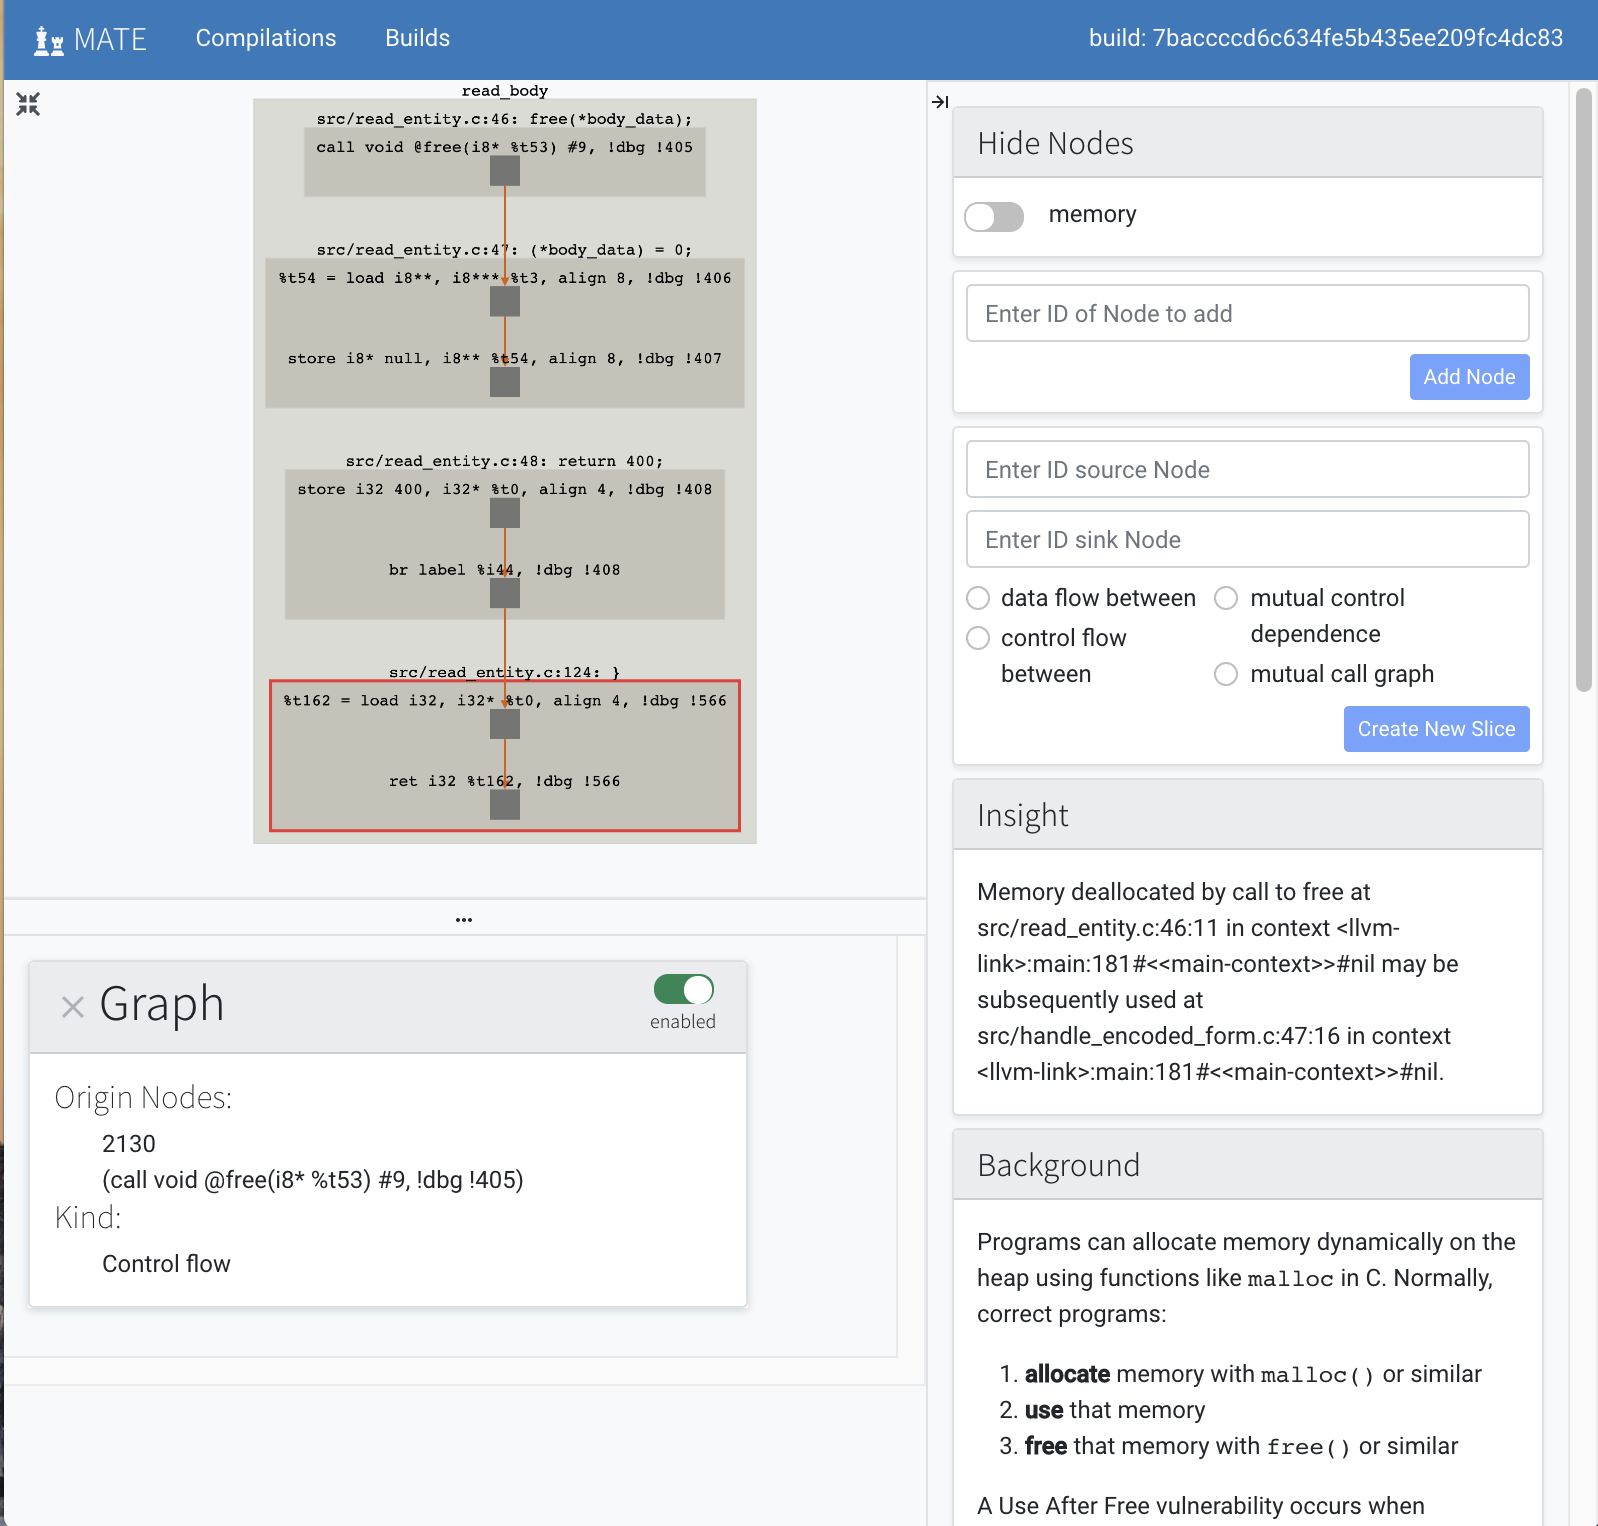 MATE
Compilations
Builds
build: 7baccccd6c634fe5b435ee209fc4dc83
read_body
src/read_entity.c:46: free(*body_data);
call void @free(i8* %t53) #9, !dbg !405
src/read_entity.c:47: (*body_data) = 0;
%t54 = load i8**, i8*** %t3, align 8, !dbg !406
store i8* null, i8** %t54, align 8, !dbg !407
src/read_entity.c:48: return 400;
store i32 400, i32* %t0, align 4, !dbg !408
br label %i44, !dbg !408
src/read_entity.c:124: }
%t162 = load i32, i32* %t0, align 4, !dbg !566
ret i32 %t162, !dbg !566
...
Graph
enabled
Origin Nodes:
2130
(call void @free(i8* %t53) #9, !dbg !405)
Kind:
Control flow
Hide Nodes
memory
Enter ID of Node to add
Add Node
Enter ID source Node
Enter ID sink Node
data flow between
control flow
between
mutual control
dependence
mutual call graph
Create New Slice
Insight
Memory deallocated by call to free at
src/read_entity.c:46:11 in context <llvm-
link>:main:181#<<main-context>>#nil may be
subsequently used at
src/handle_encoded_form.c:47:16 in context
<llvm-link>:main:181#<<main-context>>#nil.
Background
Programs can allocate memory dynamically on the
heap using functions like malloc in C. Normally,
correct programs:
1. allocate memory with malloc() or similar
2. use that memory
3. free that memory with free() or similar
A Use After Free vulnerability occurs when